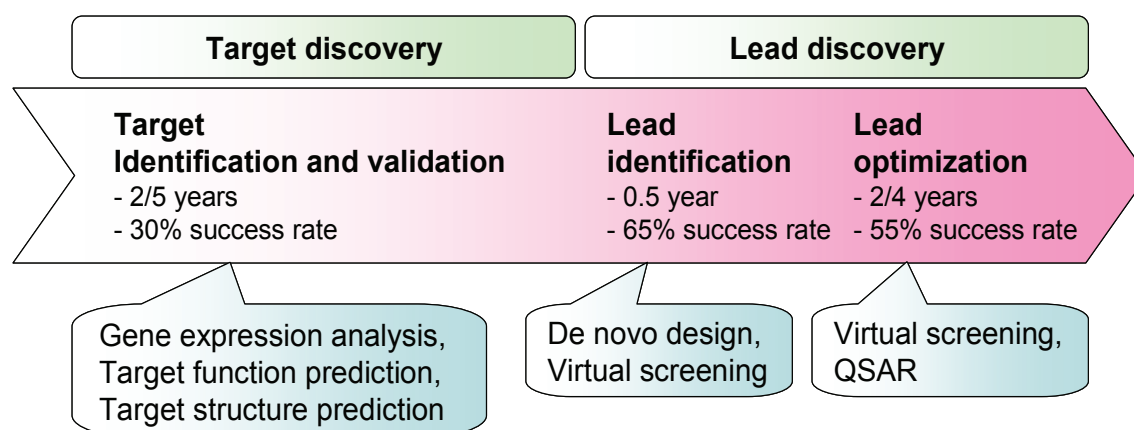 Target discovery
Lead discovery
Target
Identification and validation
- 2/5 years
- 30% success rate
Lead
identification
- 0.5 year
- 65% success rate
Lead
optimization
- 2/4 years
- 55% success rate
Gene expression analysis,
Target function prediction,
Target structure prediction
De novo design,
Virtual screening
Virtual screening,
QSAR